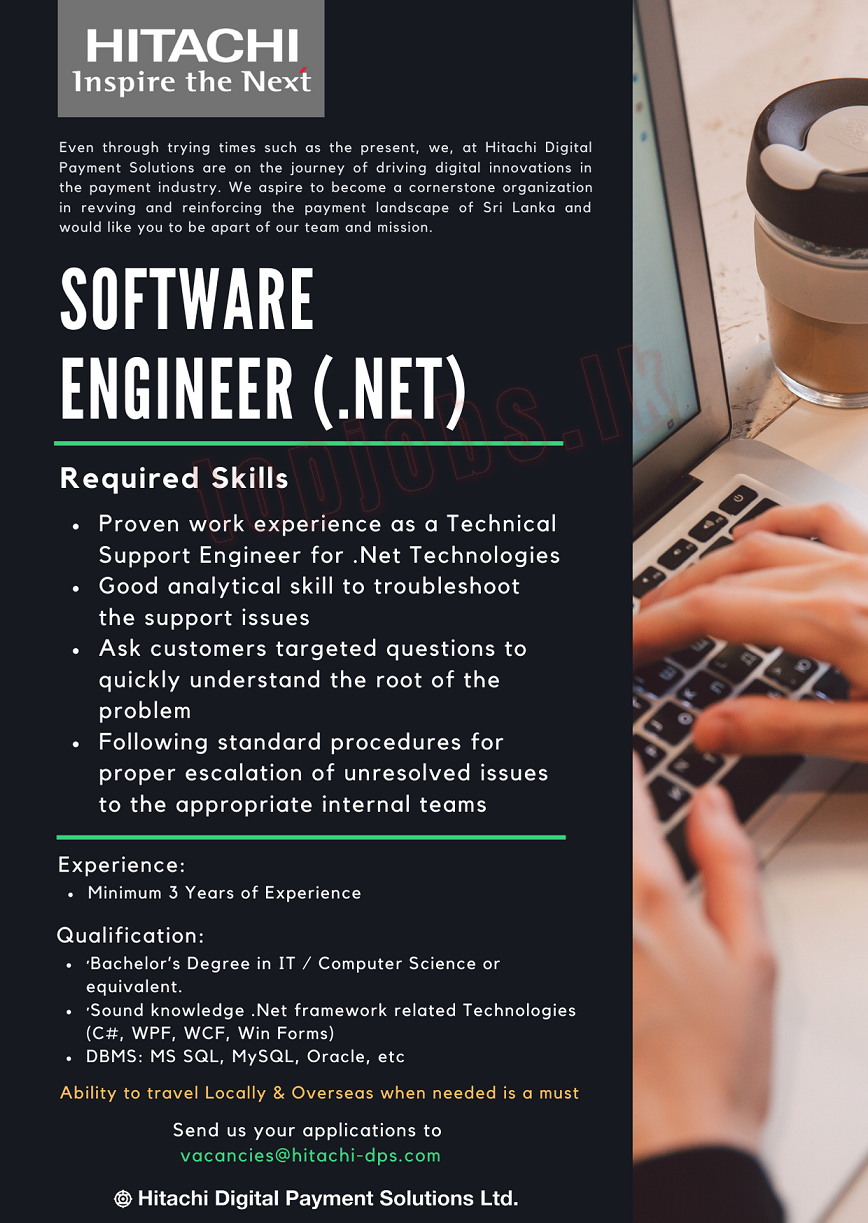 HITACHI
Inspire the Next
Even through trying times such as the present, we, at Hitachi Digital
Payment Solutions are on the journey of driving digital innovations in
the payment industry. We aspire to become a cornerstone organization
in revving and reinforcing the payment landscape of Sri Lanka and
would like you to be apart of our team and mission.
SOFTWARE
ENGINEER (.NET)
topjobs.lk
Required Skills
• Proven work experience as a Technical
Support Engineer for .Net Technologies
• Good analytical skill to troubleshoot
the support issues
• Ask customers targeted questions to
quickly understand the root of the
problem
• Following standard procedures for
proper escalation of unresolved issues
to the appropriate internal teams
Experience:
• Minimum 3 Years of Experience
Qualification:
• ·Bachelor's Degree in IT / Computer Science or
equivalent.
• ·Sound knowledge .Net framework related Technologies
(C#, WPF, WCF, Win Forms)
• DBMS: MS SQL, MySQL, Oracle, etc
Ability to travel Locally & Overseas when needed is a must
Send us your applications to
vacancies@hitachi-dps.com
Hitachi Digital Payment Solutions Ltd.